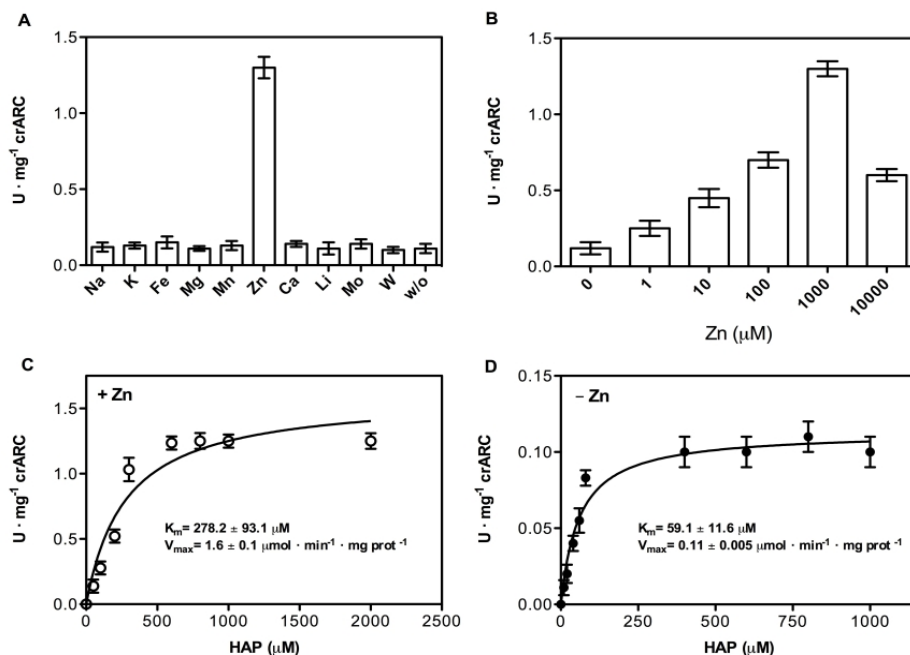 A
U · mg⁻¹ crARC
1.5
1.0
0.5
0.0
Na
K
Fe
Mg
Mn
Zn
Ca
Li
Mo
W
w/o
B
U · mg⁻¹ crARC
1.5
1.0
0.5
0.0
0
1
10
100
1000
10000
Zn (μM)
C
+ Zn
U · mg⁻¹ crARC
1.5
1.0
0.5
0.0
Kₘ= 278.2 ± 93.1 μM
Vₘₐₓ= 1.6 ± 0.1 μmol · min⁻¹ · mg prot ⁻¹
0
500
1000
1500
2000
2500
HAP (μM)
D
– Zn
U · mg⁻¹ crARC
0.15
0.10
0.05
0.00
Kₘ= 59.1 ± 11.6 μM
Vₘₐₓ= 0.11 ± 0.005 μmol · min⁻¹ · mg prot ⁻¹
0
250
500
750
1000
HAP (μM)